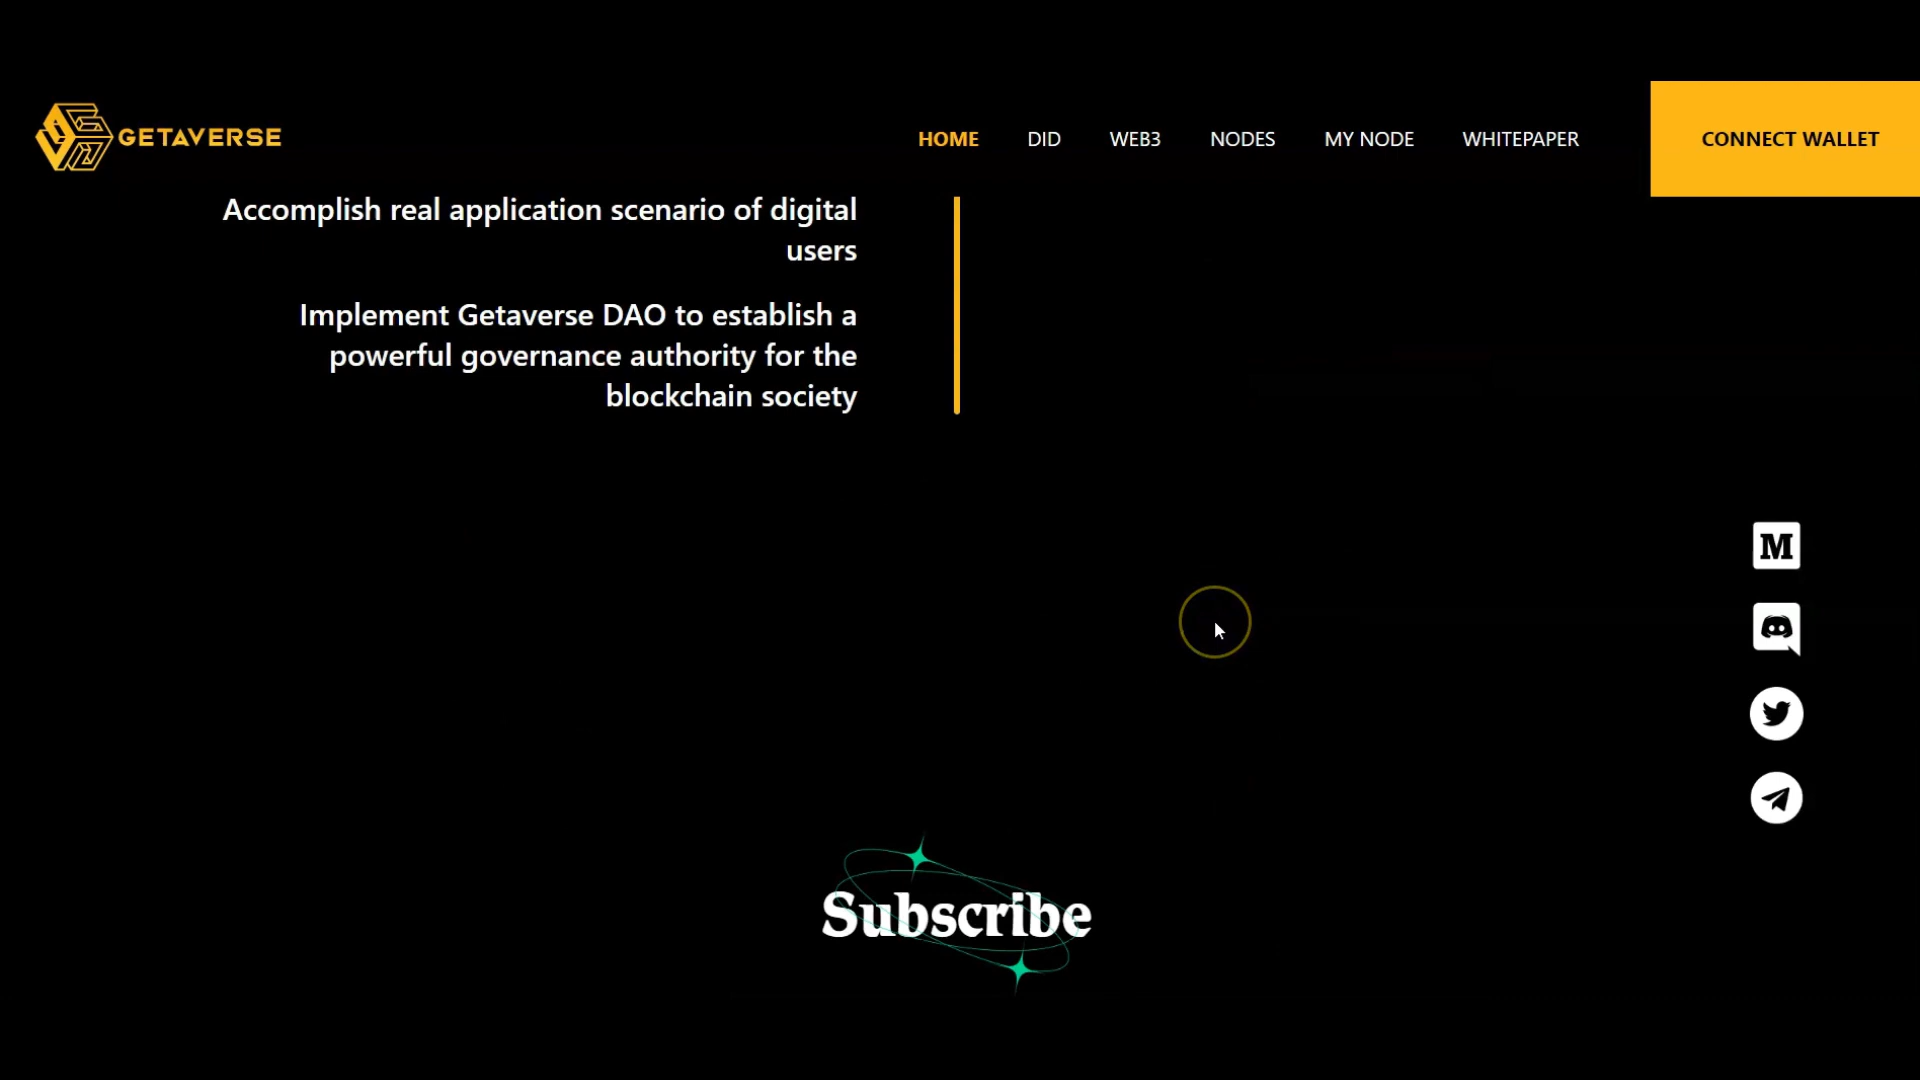 GETAVERSE
HOME
DID
WEB3
NODES
MY NODE
WHITEPAPER
CONNECT WALLET
Accomplish real application scenario of digital
users
Implement Getaverse DAO to establish a
powerful governance authority for the
blockchain society
M
Subscribe